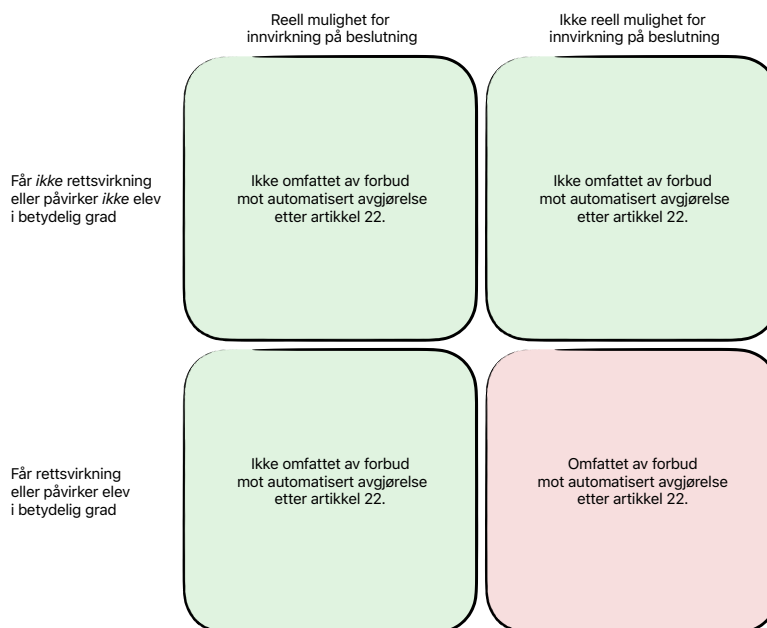 Reell mulighet for
innvirkning på beslutning
Ikke reell mulighet for
innvirkning på beslutning
Får ikke rettsvirkning
eller påvirker ikke elev
i betydelig grad
Ikke omfattet av forbud
mot automatisert avgjørelse
etter artikkel 22.
Ikke omfattet av forbud
mot automatisert avgjørelse
etter artikkel 22.
Får rettsvirkning
eller påvirker elev
i betydelig grad
Ikke omfattet av forbud
mot automatisert avgjørelse
etter artikkel 22.
Omfattet av forbud
mot automatisert avgjørelse
etter artikkel 22.